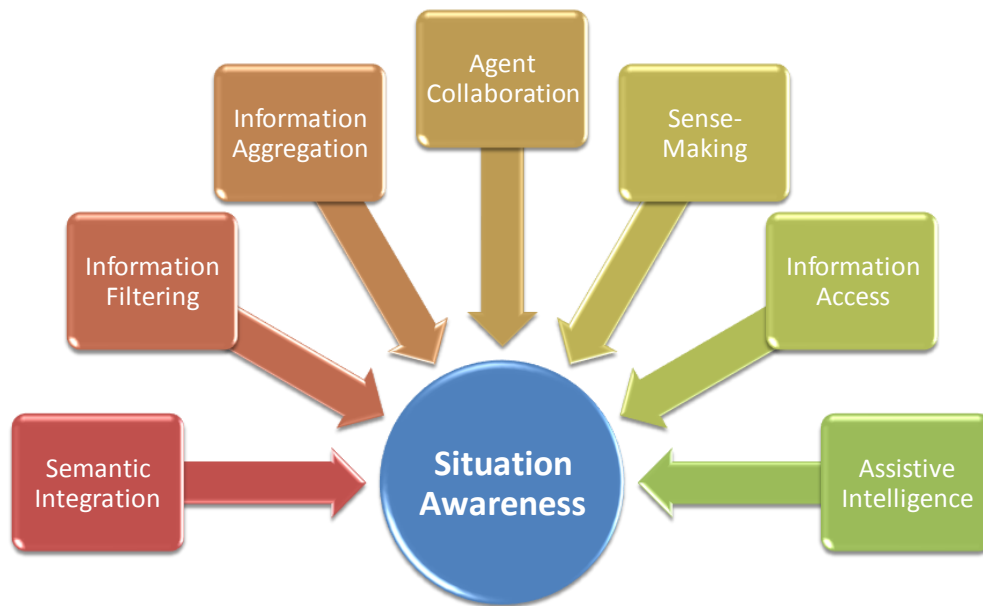 Agent
Collaboration
Information
Aggregation
Sense-
Making
Information
Filtering
Information
Access
Semantic
Integration
Situation
Awareness
Assistive
Intelligence